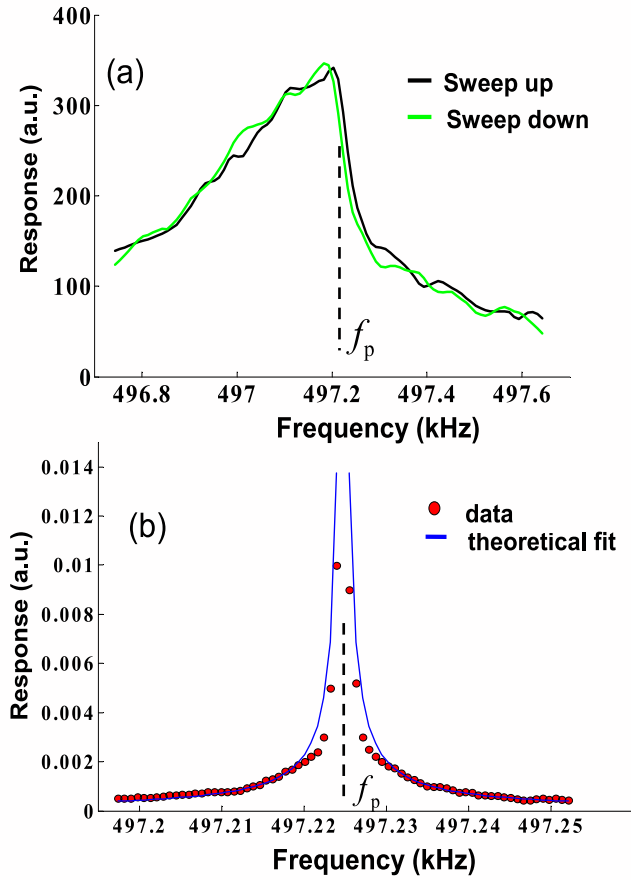 400
(a)
Sweep up
Sweep down
300
Response (a.u.)
200
100
f_p
0
496.8 497 497.2 497.4 497.6
Frequency (kHz)
0.014
(b)
data
theoretical fit
0.012
0.01
Response (a.u.)
0.008
0.006
0.004
0.002
f_p
0
497.2 497.21 497.22 497.23 497.24 497.25
Frequency (kHz)